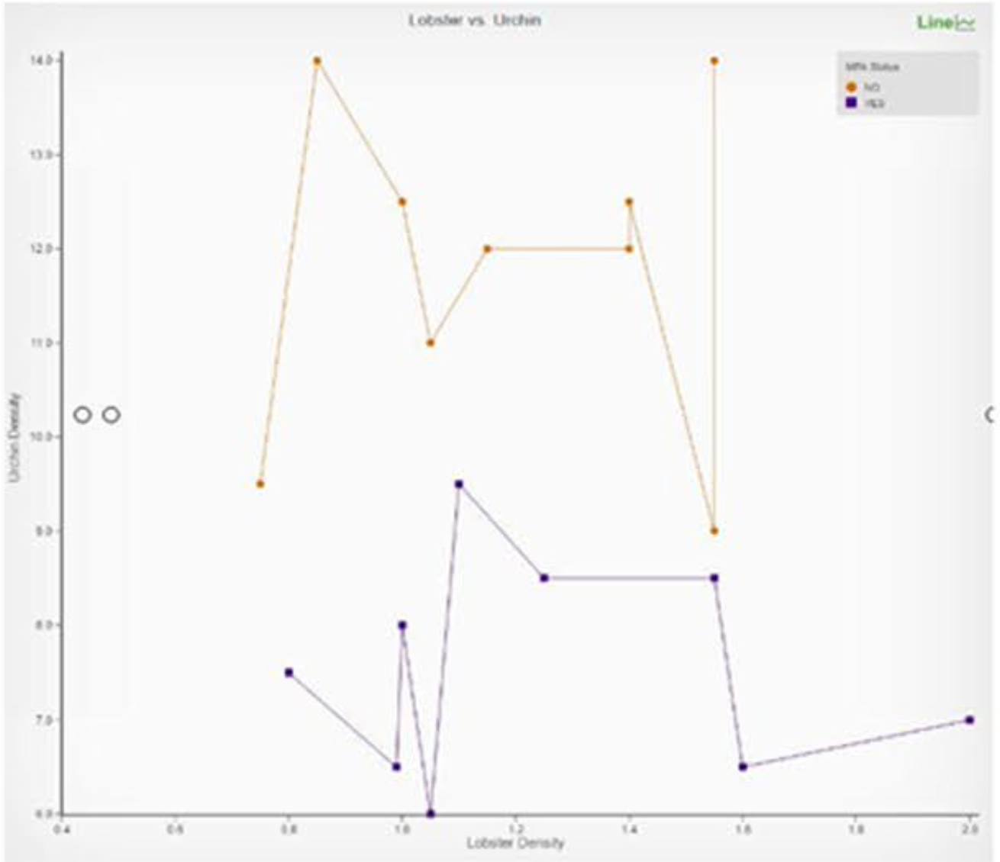 Lobster vs. Urchin
Line
MPA Status
NO
YES
14.0
13.0
12.0
11.0
10.0
9.0
8.0
7.0
6.0
Urchin Density
0.4 0.6 0.8 1.0 1.2 1.4 1.6 1.8 2.0
Lobster Density